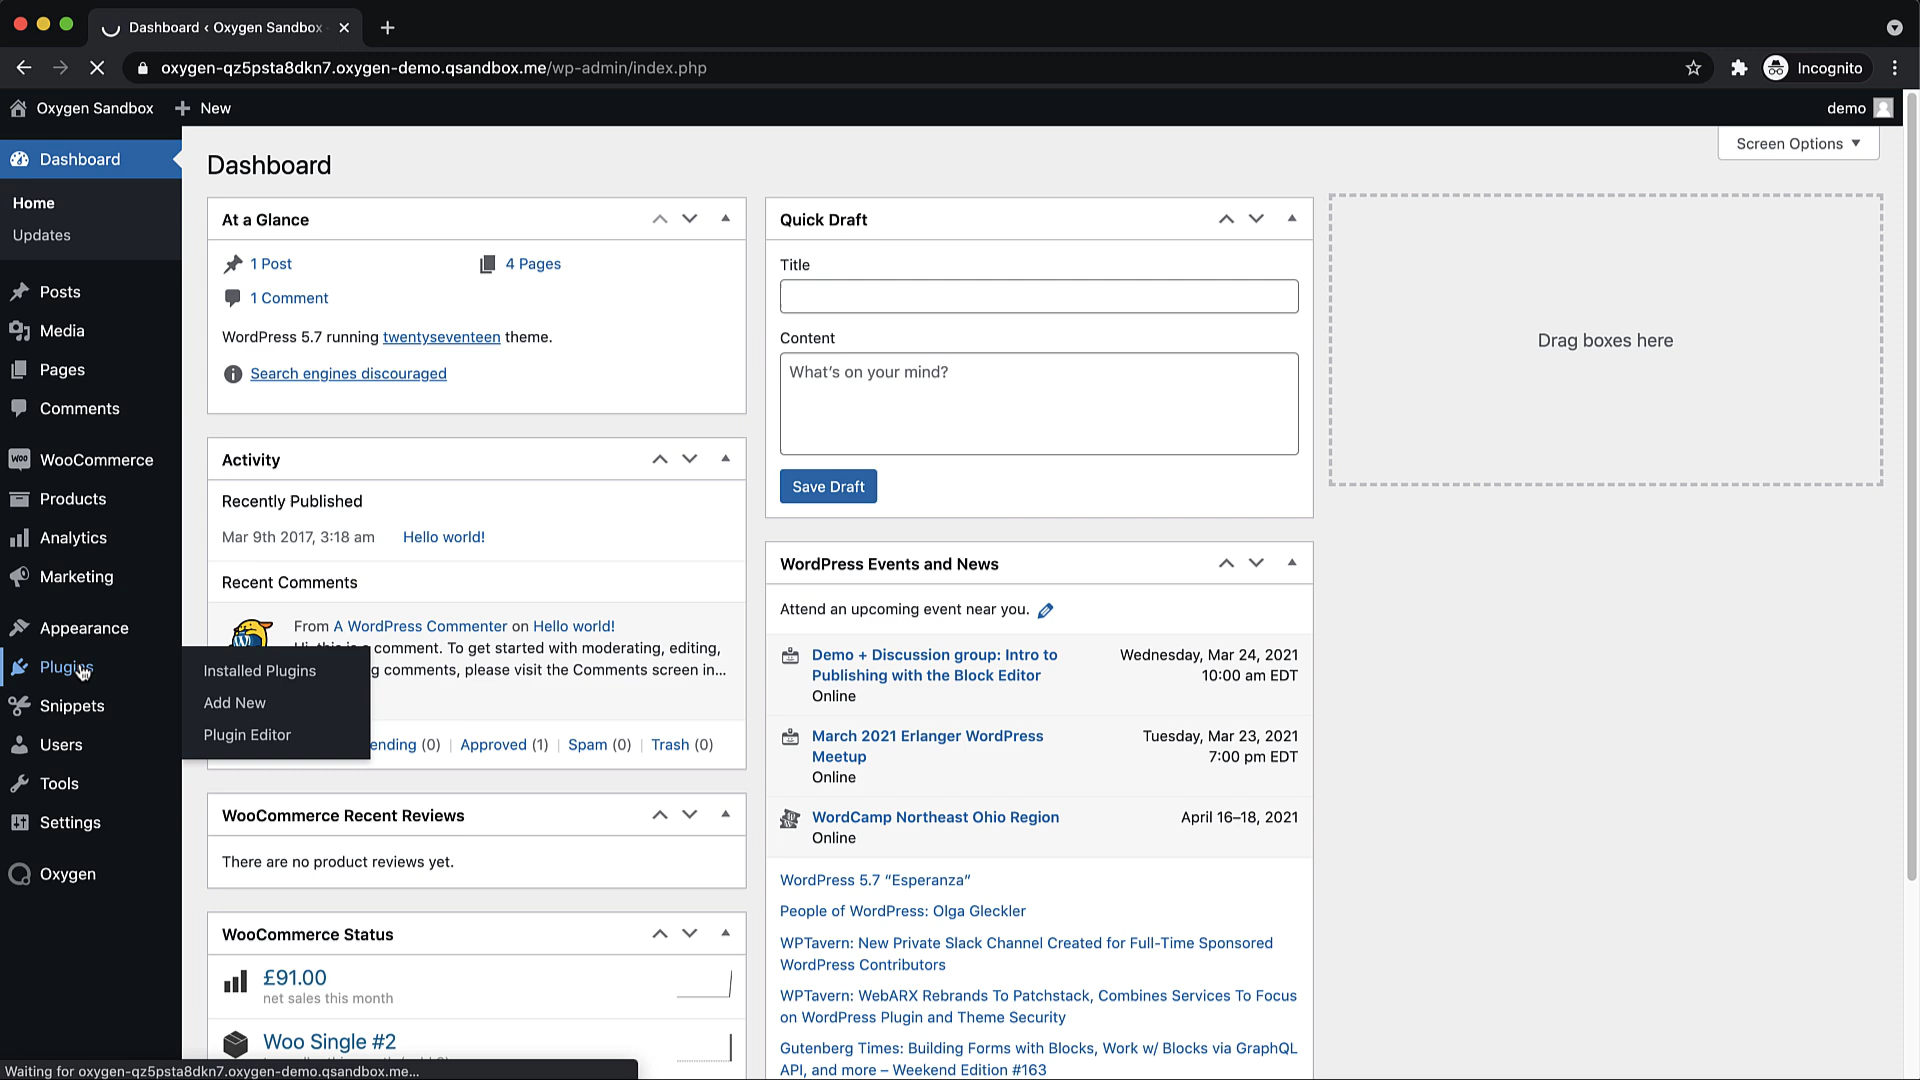 Dashboard ‹ Oxygen Sandbox
oxygen-qz5psta8dkn7.oxygen-demo.qsandbox.me/wp-admin/index.php
Incognito
Oxygen Sandbox
New
demo
Dashboard
Home
Updates
Posts
Media
Pages
Comments
WooCommerce
Products
Analytics
Marketing
Appearance
Plugins
Snippets
Users
Tools
Settings
Oxygen
Installed Plugins
Add New
Plugin Editor
Screen Options
Dashboard
At a Glance
1 Post
4 Pages
1 Comment
WordPress 5.7 running twentyseventeen theme.
Search engines discouraged
Activity
Recently Published
Mar 9th 2017, 3:18 am Hello world!
Recent Comments
From A WordPress Commenter on Hello world!
Hi, this is a comment. To get started with moderating, editing,
g comments, please visit the Comments screen in...
ending (0) | Approved (1) | Spam (0) | Trash (0)
WooCommerce Recent Reviews
There are no product reviews yet.
WooCommerce Status
£91.00
net sales this month
Woo Single #2
Quick Draft
Title
Content
What's on your mind?
Save Draft
WordPress Events and News
Attend an upcoming event near you.
Demo + Discussion group: Intro to Publishing with the Block Editor
Online
Wednesday, Mar 24, 2021
10:00 am EDT
March 2021 Erlanger WordPress Meetup
Online
Tuesday, Mar 23, 2021
7:00 pm EDT
WordCamp Northeast Ohio Region
Online
April 16–18, 2021
WordPress 5.7 “Esperanza”
People of WordPress: Olga Gleckler
WPTavern: New Private Slack Channel Created for Full-Time Sponsored
WordPress Contributors
WPTavern: WebARX Rebrands To Patchstack, Combines Services To Focus
on WordPress Plugin and Theme Security
Gutenberg Times: Building Forms with Blocks, Work w/ Blocks via GraphQL
API, and more – Weekend Edition #163
Drag boxes here
Waiting for oxygen-qz5psta8dkn7.oxygen-demo.qsandbox.me...